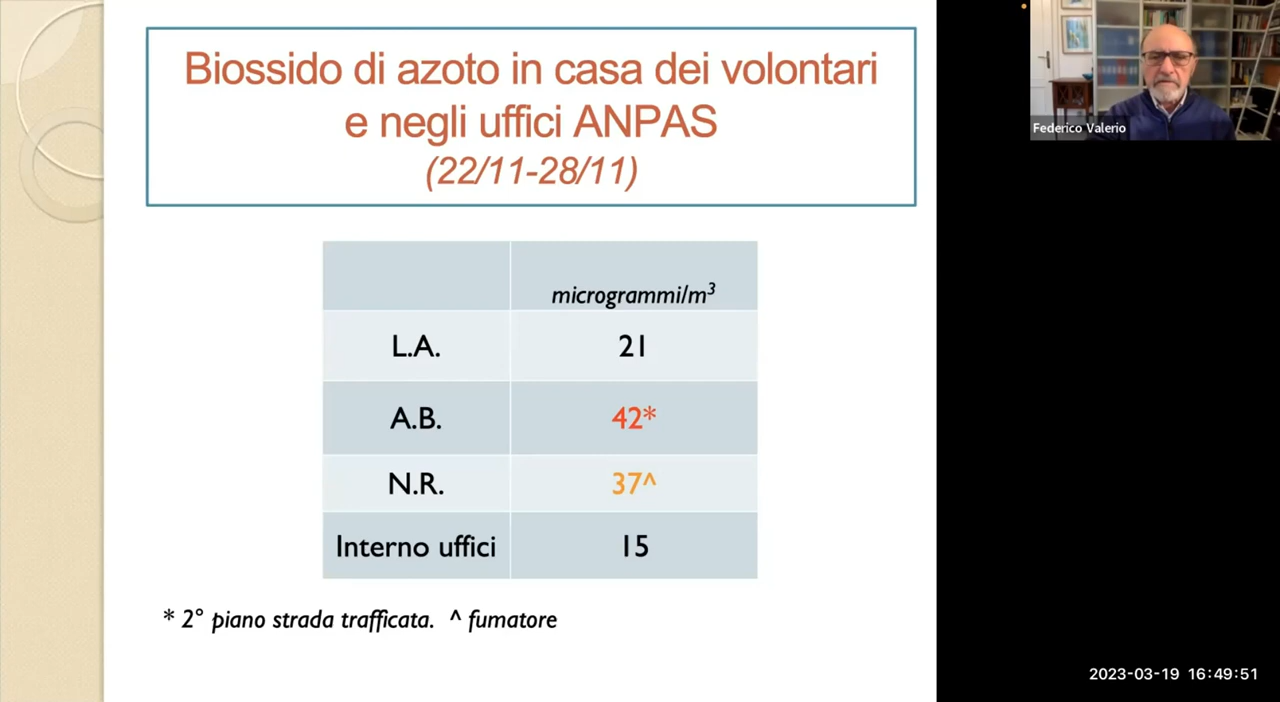 Biossido di azoto in casa dei volontari
e negli uffici ANPAS
(22/11-28/11)
Federico Valerio
microgrammi/m³
L.A. 21
A.B. 42*
N.R. 37^
Interno uffici 15
* 2° piano strada trafficata. ^ fumatore
2023-03-19 16:49:51